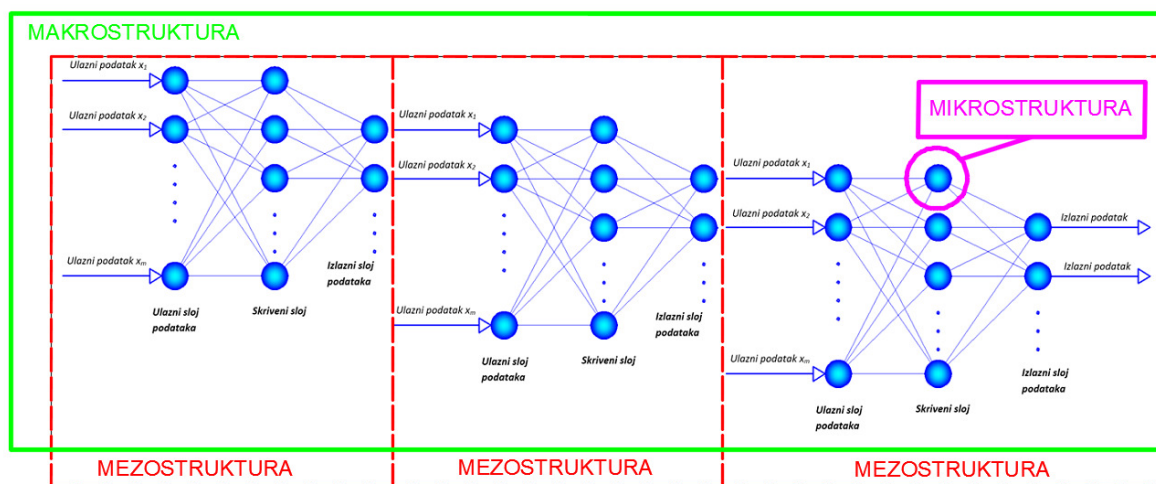 MAKROSTRUKTURA
Ulazni podatak x1
Ulazni podatak x2
Ulazni podatak xm
Ulazni sloj
podataka
Skriveni sloj
Izlazni sloj
podataka
Ulazni podatak x1
Ulazni podatak x2
Ulazni podatak xm
Ulazni sloj
podataka
Skriveni sloj
Izlazni sloj
podataka
MIKROSTRUKTURA
Ulazni podatak x1
Ulazni podatak x2
Ulazni podatak xm
Izlazni podatak
Izlazni podatak
Ulazni sloj
podataka
Skriveni sloj
Izlazni sloj
podataka
MEZOSTRUKTURA
MEZOSTRUKTURA
MEZOSTRUKTURA